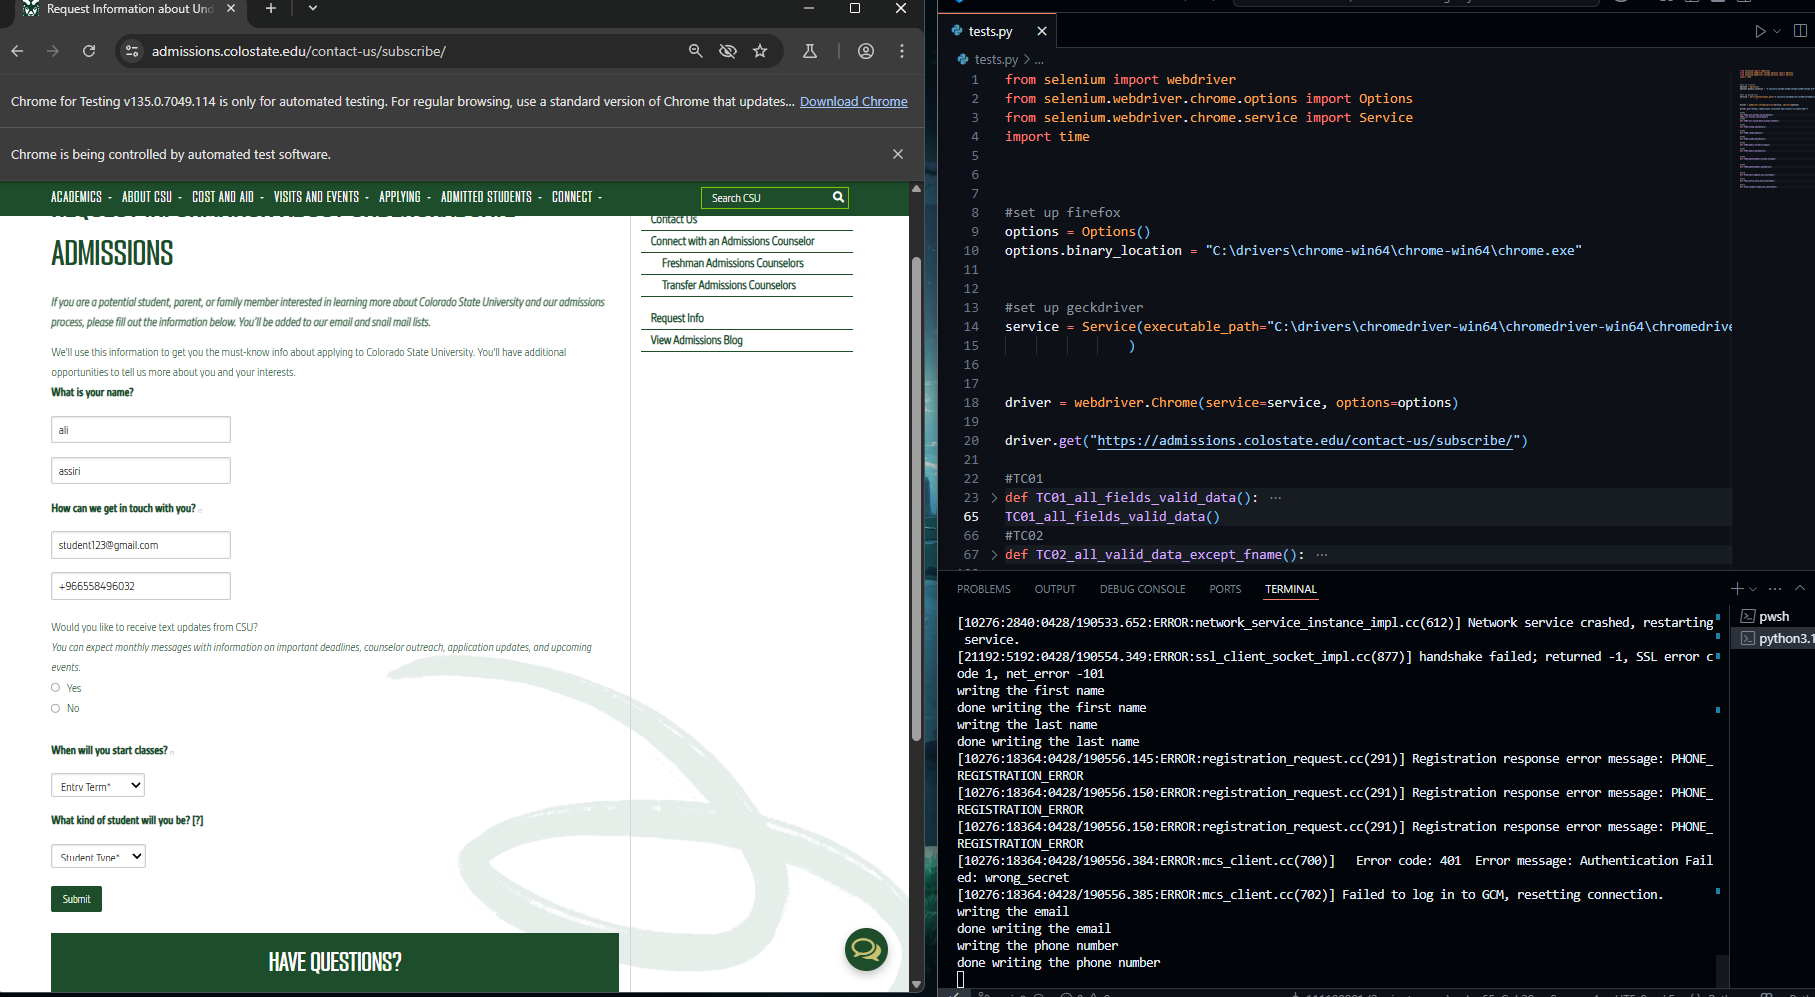 Request Information about Und
admissions.colostate.edu/contact-us/subscribe/
Chrome for Testing v135.0.7049.114 is only for automated testing. For regular browsing, use a standard version of Chrome that updates... Download Chrome
Chrome is being controlled by automated test software.
ACADEMICS - ABOUT CSU - COST AND AID - VISITS AND EVENTS - APPLYING - ADMITTED STUDENTS - CONNECT -
Search CSU
ADMISSIONS
If you are a potential student, parent, or family member interested in learning more about Colorado State University and our admissions
process, please fill out the information below. You'll be added to our email and snail mail lists.
We'll use this information to get you the must-know info about applying to Colorado State University. You'll have additional
opportunities to tell us more about you and your interests.
What is your name?
ali
assiri
How can we get in touch with you?
student123@gmail.com
+966558496032
Would you like to receive text updates from CSU?
You can expect monthly messages with information on important deadlines, counselor outreach, application updates, and upcoming
events.
Yes
No
When will you start classes?
Entry Term*
What kind of student will you be? [?]
Student Type*
Submit
HAVE QUESTIONS?
Contact Us
Connect with an Admissions Counselor
Freshman Admissions Counselors
Transfer Admissions Counselors
Request Info
View Admissions Blog
tests.py
tests.py > ...
1 from selenium import webdriver
2 from selenium.webdriver.chrome.options import Options
3 from selenium.webdriver.chrome.service import Service
4 import time
5
6
7
8 #set up firefox
9 options = Options()
10 options.binary_location = "C:\drivers\chrome-win64\chrome-win64\chrome.exe"
11
12
13 #set up geckdriver
14 service = Service(executable_path="C:\drivers\chromedriver-win64\chromedriver-win64\chromedrive
15 )
16
17
18 driver = webdriver.Chrome(service=service, options=options)
19
20 driver.get("https://admissions.colostate.edu/contact-us/subscribe/")
21
22 #TC01
23 > def TC01_all_fields_valid_data(): ...
65 TC01_all_fields_valid_data()
66 #TC02
67 > def TC02_all_valid_data_except_fname(): ...
PROBLEMS OUTPUT DEBUG CONSOLE PORTS TERMINAL
[10276:2840:0428/190533.652:ERROR:network_service_instance_impl.cc(612)] Network service crashed, restarting
service.
[21192:5192:0428/190554.349:ERROR:ssl_client_socket_impl.cc(877)] handshake failed; returned -1, SSL error c
ode 1, net_error -101
writng the first name
done writing the first name
writng the last name
done writing the last name
[10276:18364:0428/190556.145:ERROR:registration_request.cc(291)] Registration response error message: PHONE_
REGISTRATION_ERROR
[10276:18364:0428/190556.150:ERROR:registration_request.cc(291)] Registration response error message: PHONE_
REGISTRATION_ERROR
[10276:18364:0428/190556.150:ERROR:registration_request.cc(291)] Registration response error message: PHONE_
REGISTRATION_ERROR
[10276:18364:0428/190556.384:ERROR:mcs_client.cc(700)] Error code: 401 Error message: Authentication Fail
ed: wrong_secret
[10276:18364:0428/190556.385:ERROR:mcs_client.cc(702)] Failed to log in to GCM, resetting connection.
writng the email
done writing the email
writng the phone number
done writing the phone number
pwsh
python3.1